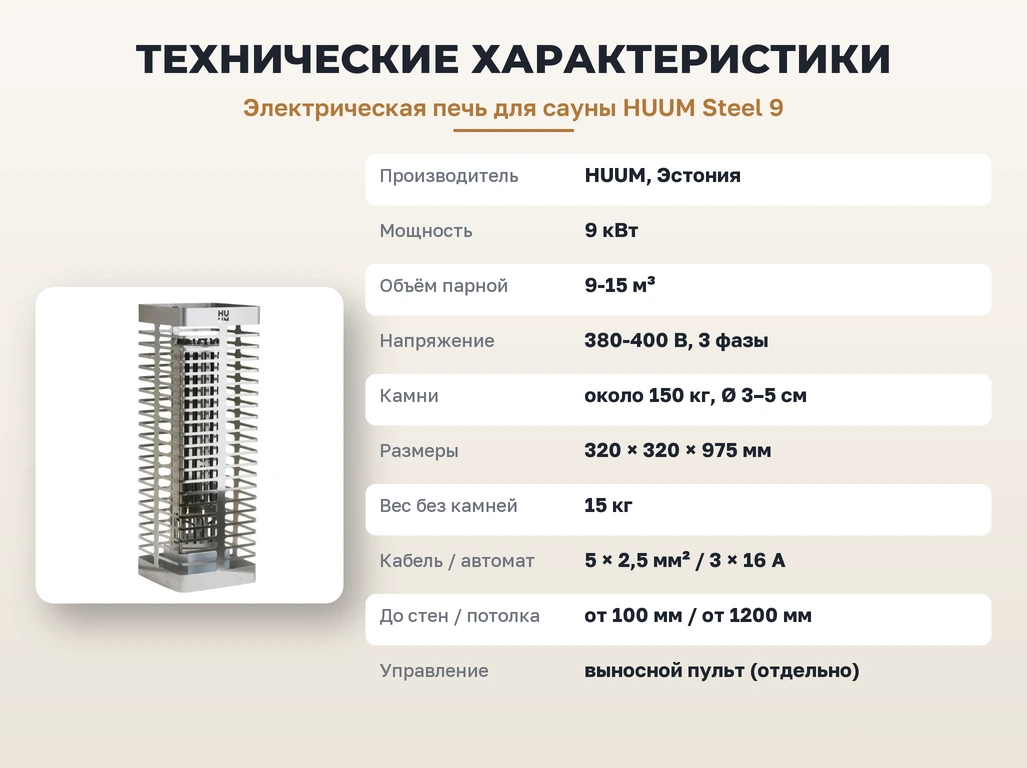 ТЕХНИЧЕСКИЕ ХАРАКТЕРИСТИКИ
Электрическая печь для сауны HUUM Steel 9
Производитель HUUM, Эстония
Мощность 9 кВт
Объём парной 9-15 м³
HU
UM
Напряжение 380-400 В, 3 фазы
Камни около 150 кг, Ø 3–5 см
Размеры 320 × 320 × 975 мм
Вес без камней 15 кг
Кабель / автомат 5 × 2,5 мм² / 3 × 16 А
До стен / потолка от 100 мм / от 1200 мм
Управление выносной пульт (отдельно)